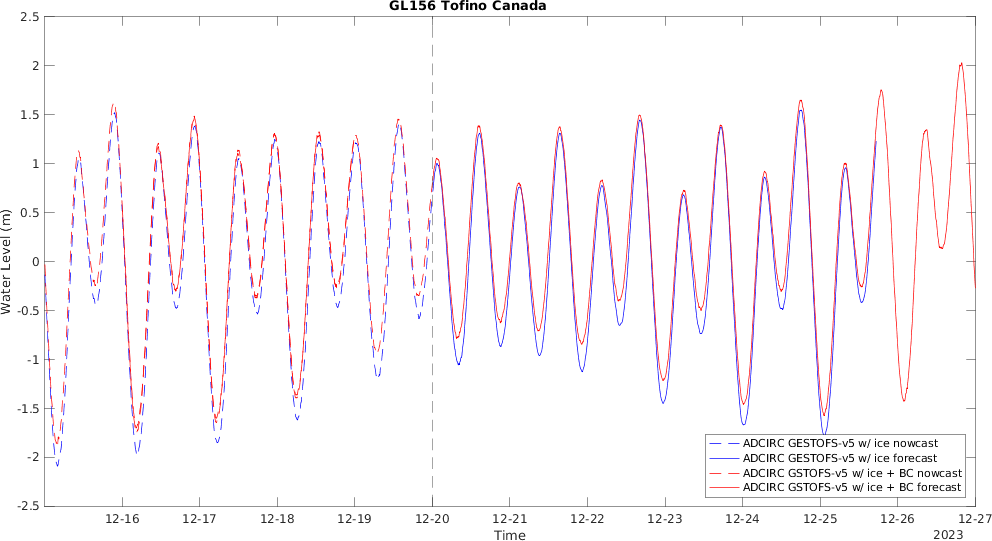 GL156 Tofino Canada
2.5
2
1.5
1
0.5
0
-0.5
-1
-1.5
-2
-2.5
Water Level (m)
ADCIRC GESTOFS-v5 w/ ice nowcast
ADCIRC GESTOFS-v5 w/ ice forecast
ADCIRC GSTOFS-v5 w/ ice + BC nowcast
ADCIRC GSTOFS-v5 w/ ice + BC forecast
12-16 12-17 12-18 12-19 12-20 12-21 12-22 12-23 12-24 12-25 12-26 12-27
Time
2023